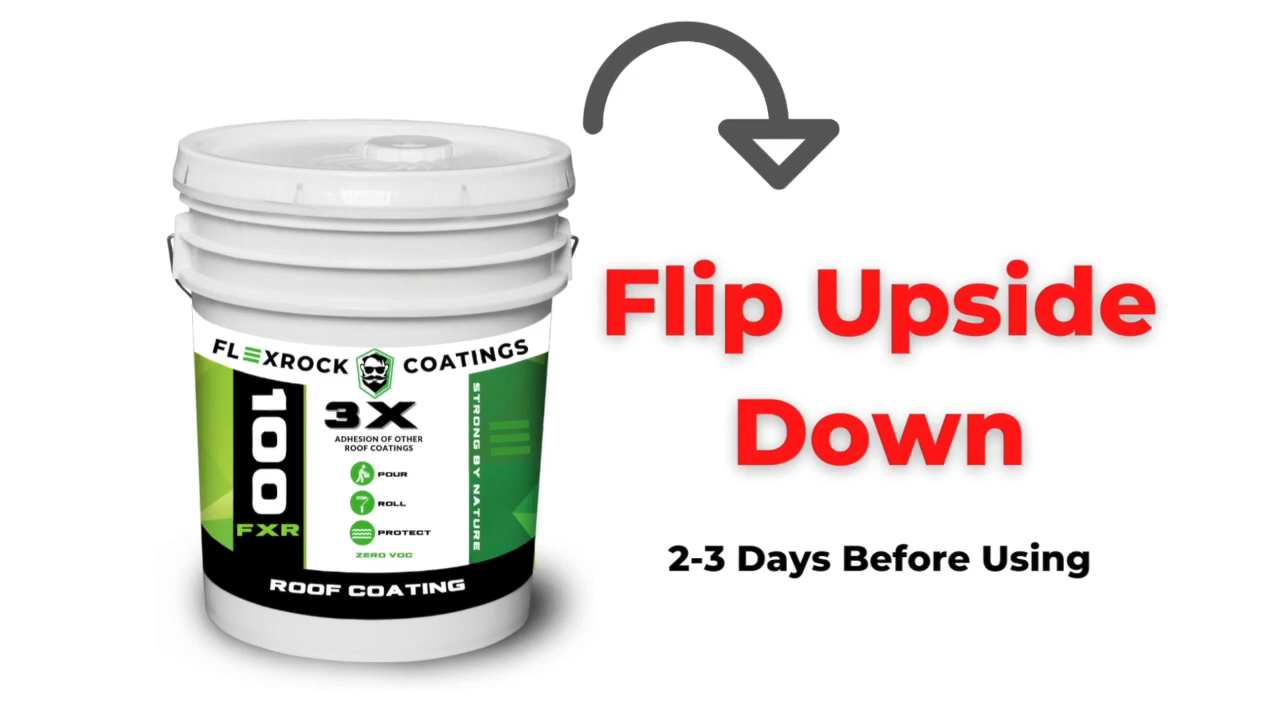 FLEXROCK COATINGS
100
FXR
3X
ADHESION OF OTHER
ROOF COATINGS
POUR
ROLL
PROTECT
ZERO VOC
STRONG BY NATURE
ROOF COATING
Flip Upside
Down
2-3 Days Before Using